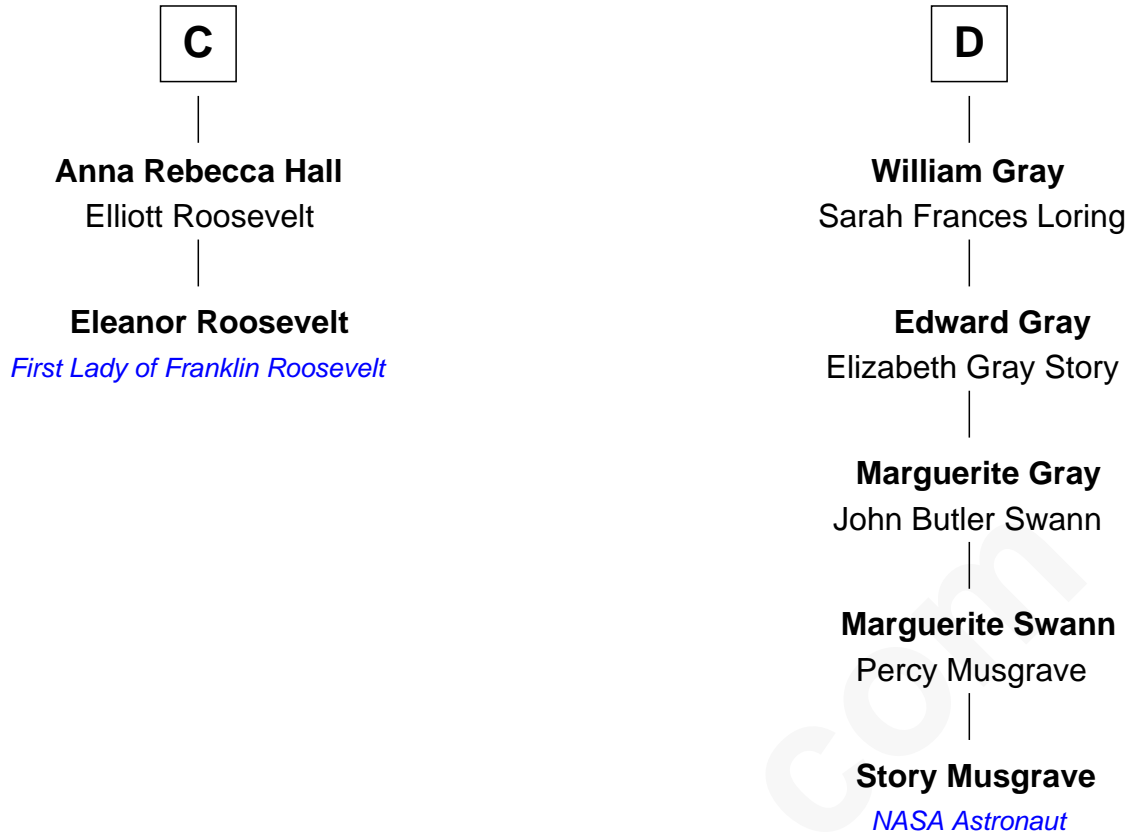 C
Anna Rebecca Hall
Elliott Roosevelt
Eleanor Roosevelt
First Lady of Franklin Roosevelt
D
William Gray
Sarah Frances Loring
Edward Gray
Elizabeth Gray Story
Marguerite Gray
John Butler Swann
Marguerite Swann
Percy Musgrave
Story Musgrave
NASA Astronaut
com